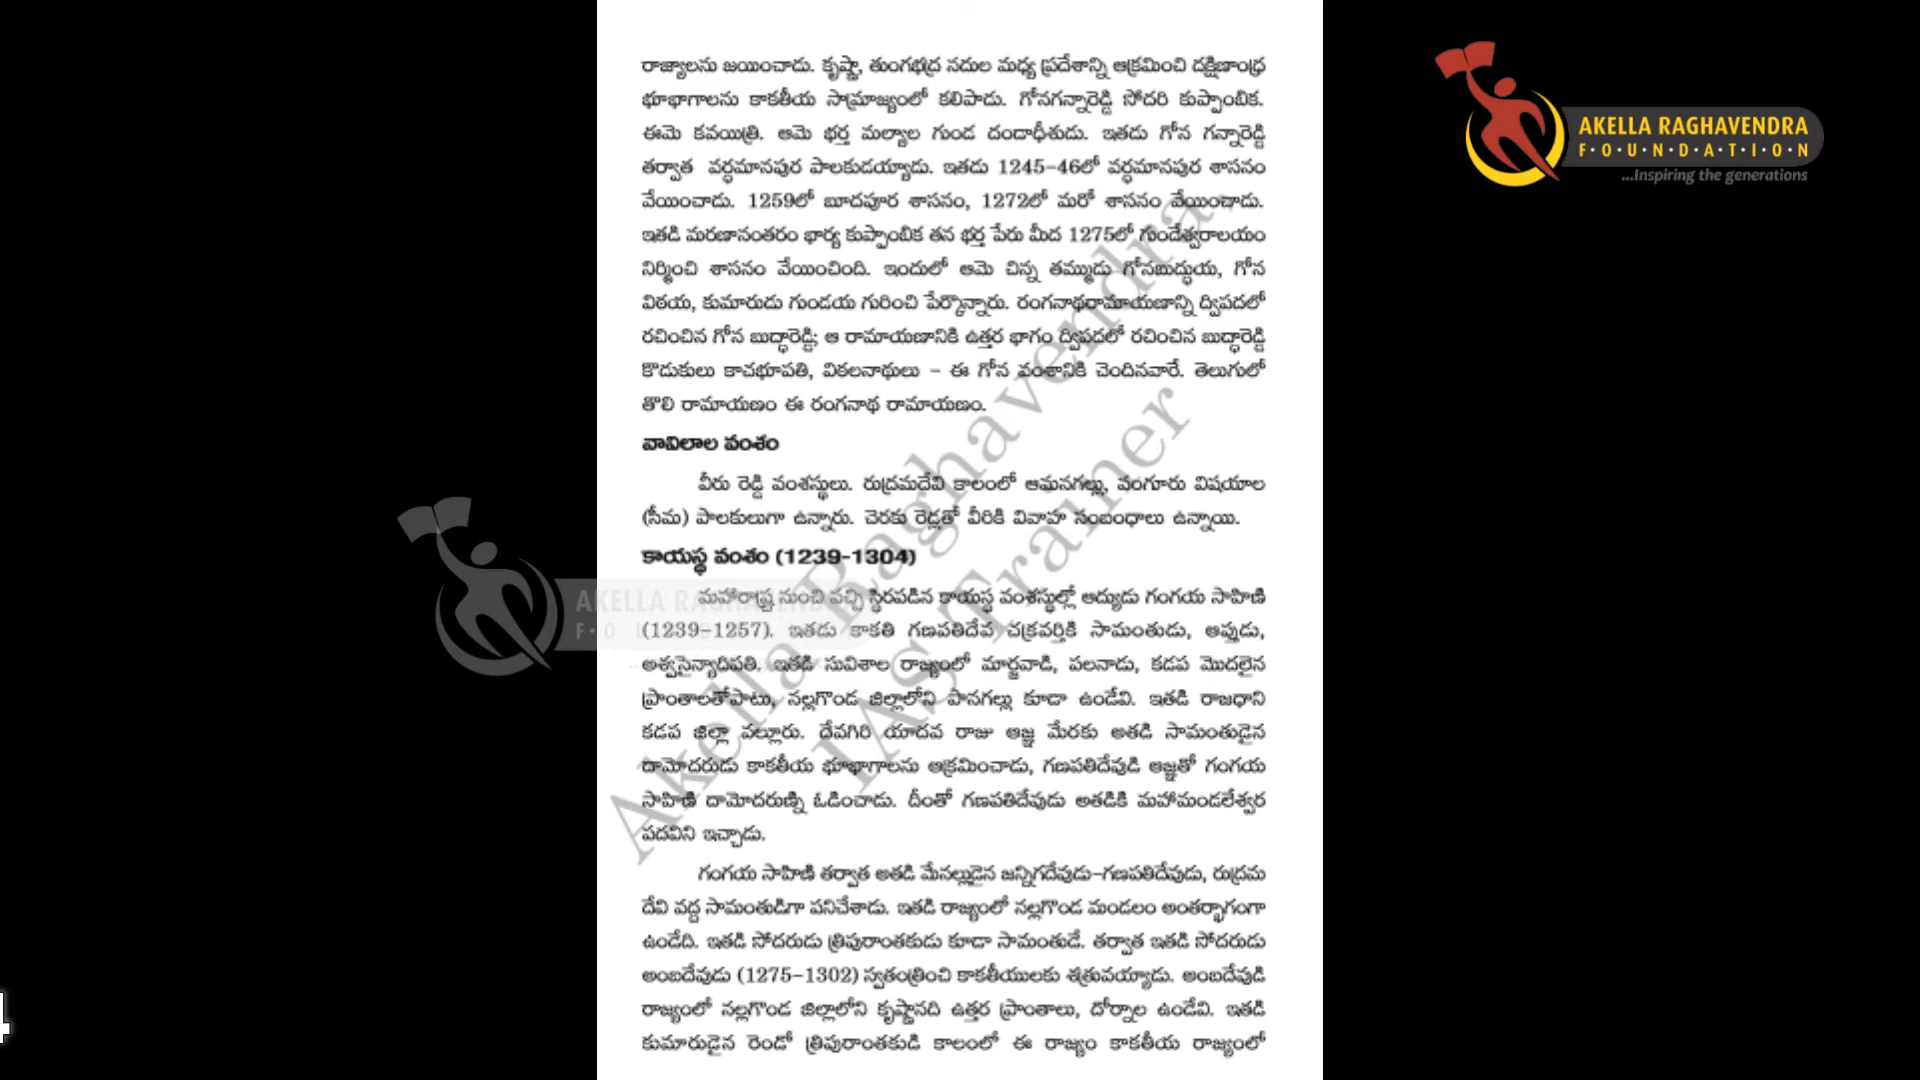 రాజ్యాలను జయించాడు. కృష్ణా, తుంగభద్ర నదుల మధ్య ప్రదేశాన్ని ఆక్రమించి దక్షిణాంధ్ర
భూభాగాలను కాకతీయ సామ్రాజ్యంలో కలిపాడు. గోనగన్నారెడ్డి సోదరి కుప్పాంబిక.
ఈమె కవయిత్రి. ఆమె భర్త మల్యాల గుండ దండాధీశుడు. ఇతడు గోన గన్నారెడ్డి
తర్వాత వర్ధమానపుర పాలకుడయ్యాడు. ఇతడు 1245-46లో వర్ధమానపుర శాసనం
వేయించాడు. 1259లో బూదపూర శాసనం, 1272లో మరో శాసనం వేయించాడు.
ఇతడి మరణానంతరం భార్య కుప్పాంబిక తన భర్త పేరు మీద 1275లో గుండేశ్వరాలయం
నిర్మించి శాసనం వేయించింది. ఇందులో ఆమె చిన్న తమ్ముడు గోనబుద్ధుయ, గోన
విఠయ, కుమారుడు గుండయ గురించి పేర్కొన్నారు. రంగనాథరామాయణాన్ని ద్విపదలో
రచించిన గోన బుద్ధారెడ్డి; ఆ రామాయణానికి ఉత్తర భాగం ద్విపదలో రచించిన బుద్ధారెడ్డి
కొడుకులు కాచభూపతి, విఠలనాథులు - ఈ గోన వంశానికి చెందినవారే. తెలుగులో
తొలి రామాయణం ఈ రంగనాథ రామాయణం.
వావిలాల వంశం
వీరు రెడ్డి వంశస్థులు. రుద్రమదేవి కాలంలో ఆమనగల్లు, వంగూరు విషయాల
(సీమ) పాలకులుగా ఉన్నారు. చెరకు రెడ్లతో వీరికి వివాహ సంబంధాలు ఉన్నాయి.
కాయస్థ వంశం (1239-1304)
మహారాష్ట్ర నుంచి వచ్చి స్థిరపడిన కాయస్థ వంశస్థుల్లో ఆద్యుడు గంగయ సాహిణి
(1239-1257). ఇతడు కాకతి గణపతిదేవ చక్రవర్తికి సామంతుడు, ఆప్తుడు,
అశ్వసైన్యాధిపతి. ఇతడి సువిశాల రాజ్యంలో మార్జవాడి, పలనాడు, కడప మొదలైన
ప్రాంతాలతోపాటు, నల్లగొండ జిల్లాలోని పానగల్లు కూడా ఉండేవి. ఇతడి రాజధాని
కడప జిల్లా వల్లూరు. దేవగిరి యాదవ రాజు ఆజ్ఞ మేరకు అతడి సామంతుడైన
దామోదరుడు కాకతీయ భూభాగాలను ఆక్రమించాడు, గణపతిదేవుడి ఆజ్ఞతో గంగయ
సాహిణి దామోదరుణ్ని ఓడించాడు. దీంతో గణపతిదేవుడు అతడికి మహామండలేశ్వర
పదవిని ఇచ్చాడు.
గంగయ సాహిణి తర్వాత అతడి మేనల్లుడైన జన్నిగదేవుడు-గణపతిదేవుడు, రుద్రమ
దేవి వద్ద సామంతుడిగా పనిచేశాడు. ఇతడి రాజ్యంలో నల్లగొండ మండలం అంతర్భాగంగా
ఉండేది. ఇతడి సోదరుడు త్రిపురాంతకుడు కూడా సామంతుడే. తర్వాత ఇతడి సోదరుడు
అంబదేవుడు (1275-1302) స్వతంత్రించి కాకతీయులకు శత్రువయ్యాడు. అంబదేవుడి
రాజ్యంలో నల్లగొండ జిల్లాలోని కృష్ణానది ఉత్తర ప్రాంతాలు, దోర్నాల ఉండేవి. ఇతడి
కుమారుడైన రెండో త్రిపురాంతకుడి కాలంలో ఈ రాజ్యం కాకతీయ రాజ్యంలో
Akella Raghavendra
IAS Trainer
AKELLA RAGHAVENDRA
F·O·U·N·D·A·T·I·O·N
...Inspiring the generations
AKELLA RAGHAVEND
F·O